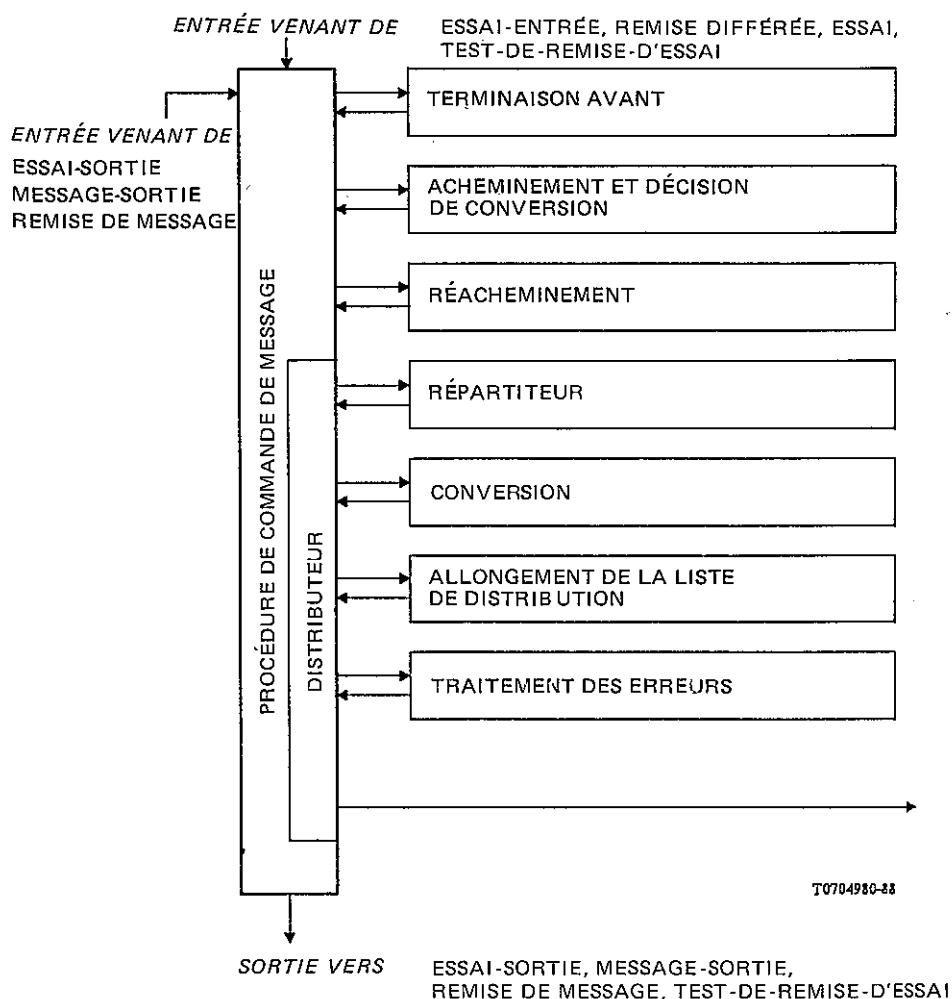 ENTRÉE VENANT DE
ESSAI-ENTRÉE, REMISE DIFFÉRÉE, ESSAI,
TEST-DE-REMISE-D'ESSAI
TERMINAISON AVANT
ENTRÉE VENANT DE
ESSAI-SORTIE
MESSAGE-SORTIE
REMISE DE MESSAGE
ACHEMINEMENT ET DÉCISION
DE CONVERSION
RÉACHEMINEMENT
PROCÉDURE DE COMMANDE DE MESSAGE
RÉPARTITEUR
CONVERSION
DISTRIBUTEUR
ALLONGEMENT DE LA LISTE
DE DISTRIBUTION
TRAITEMENT DES ERREURS
T0704980-88
SORTIE VERS
ESSAI-SORTIE, MESSAGE-SORTIE,
REMISE DE MESSAGE, TEST-DE-REMISE-D'ESSAI